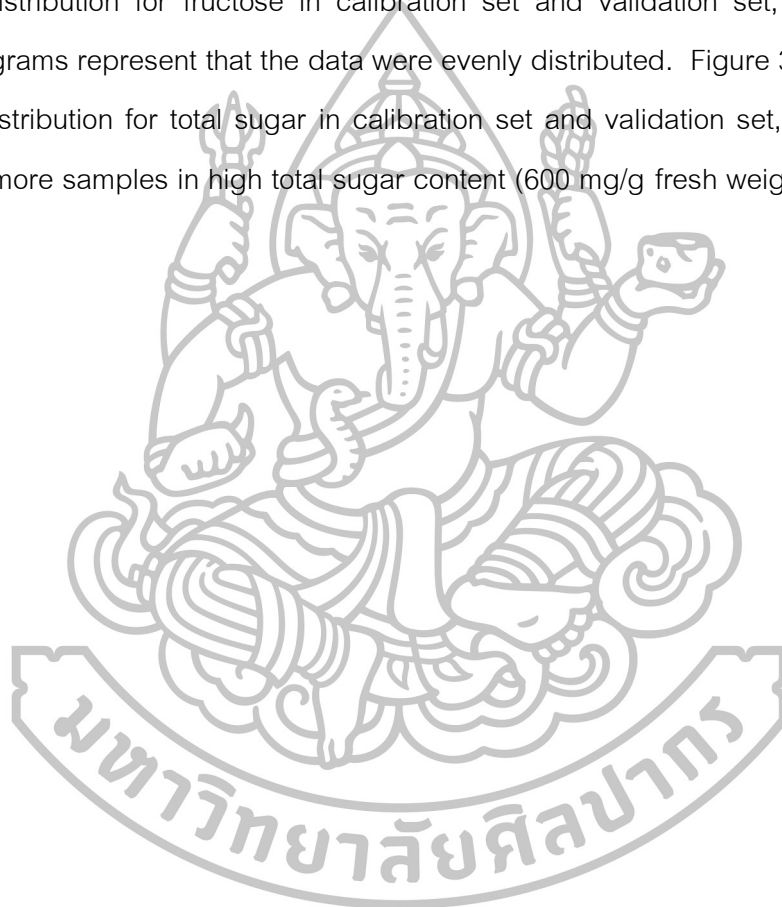 distribution for fructose in calibration set and validation set,
grams represent that the data were evenly distributed. Figure 3
stribution for total sugar in calibration set and validation set,
more samples in high total sugar content (600 mg/g fresh weig
มหาวิทยาลัยศิลปากร